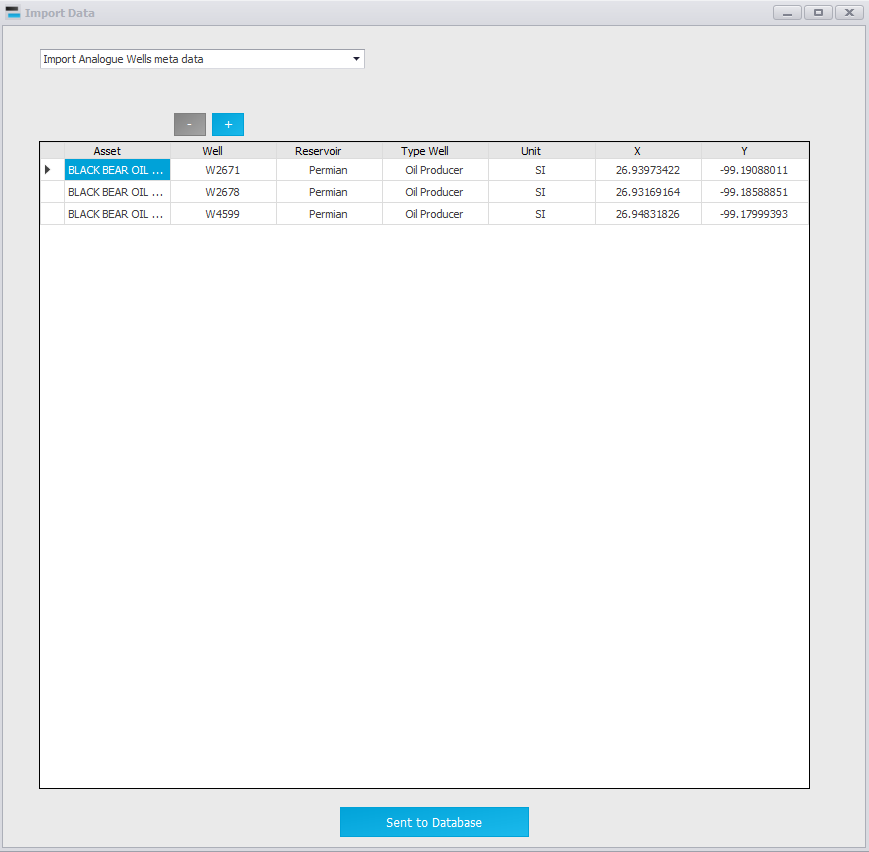 Import Data
Import Analogue Wells meta data
- +
Asset Well Reservoir Type Well Unit X Y
BLACK BEAR OIL ... W2671 Permian Oil Producer SI 26.93973422 -99.19088011
BLACK BEAR OIL ... W2678 Permian Oil Producer SI 26.93169164 -99.18588851
BLACK BEAR OIL ... W4599 Permian Oil Producer SI 26.94831826 -99.17999393
Sent to Database